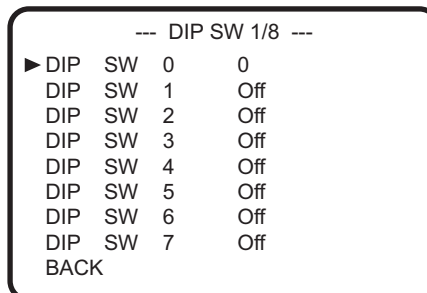 --- DIP SW 1/8 ---
►DIP SW 0 0
DIP SW 1 Off
DIP SW 2 Off
DIP SW 3 Off
DIP SW 4 Off
DIP SW 5 Off
DIP SW 6 Off
DIP SW 7 Off
BACK